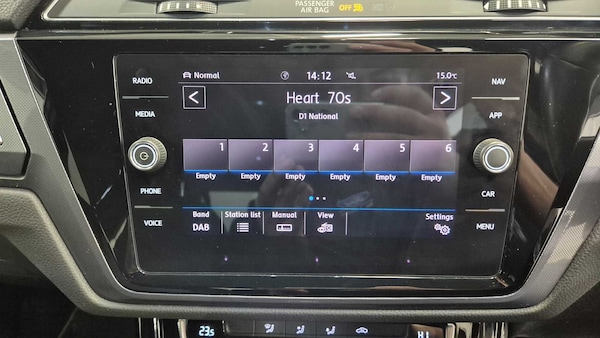 PASSENGER
AIR BAG OFF
RADIO
MEDIA
PHONE
VOICE
Normal 14:12 15.0°C
Heart 70s
D1 National
1 2 3 4 5 6
Empty Empty Empty Empty Empty Empty
Band Station list Manual View Settings
DAB
NAV
APP
CAR
MENU
23.5 HI